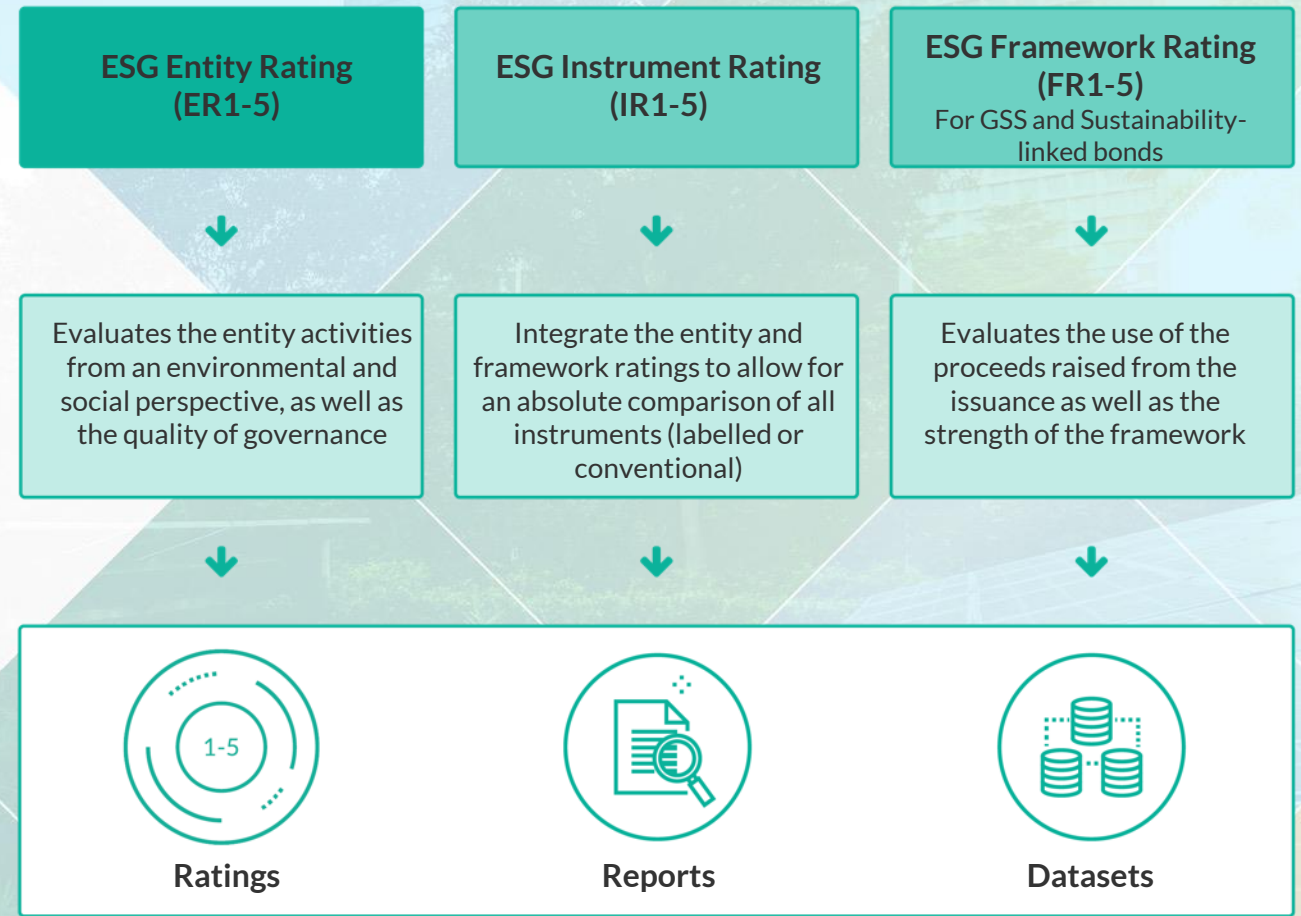 ESG Entity Rating
(ER1-5)
ESG Instrument Rating
(IR1-5)
ESG Framework Rating
(FR1-5)
For GSS and Sustainability-
linked bonds
Evaluates the entity activities
from an environmental and
social perspective, as well as
the quality of governance
Integrate the entity and
framework ratings to allow for
an absolute comparison of all
instruments (labelled or
conventional)
Evaluates the use of the
proceeds raised from the
issuance as well as the
strength of the framework
1-5
Ratings
Reports
Datasets